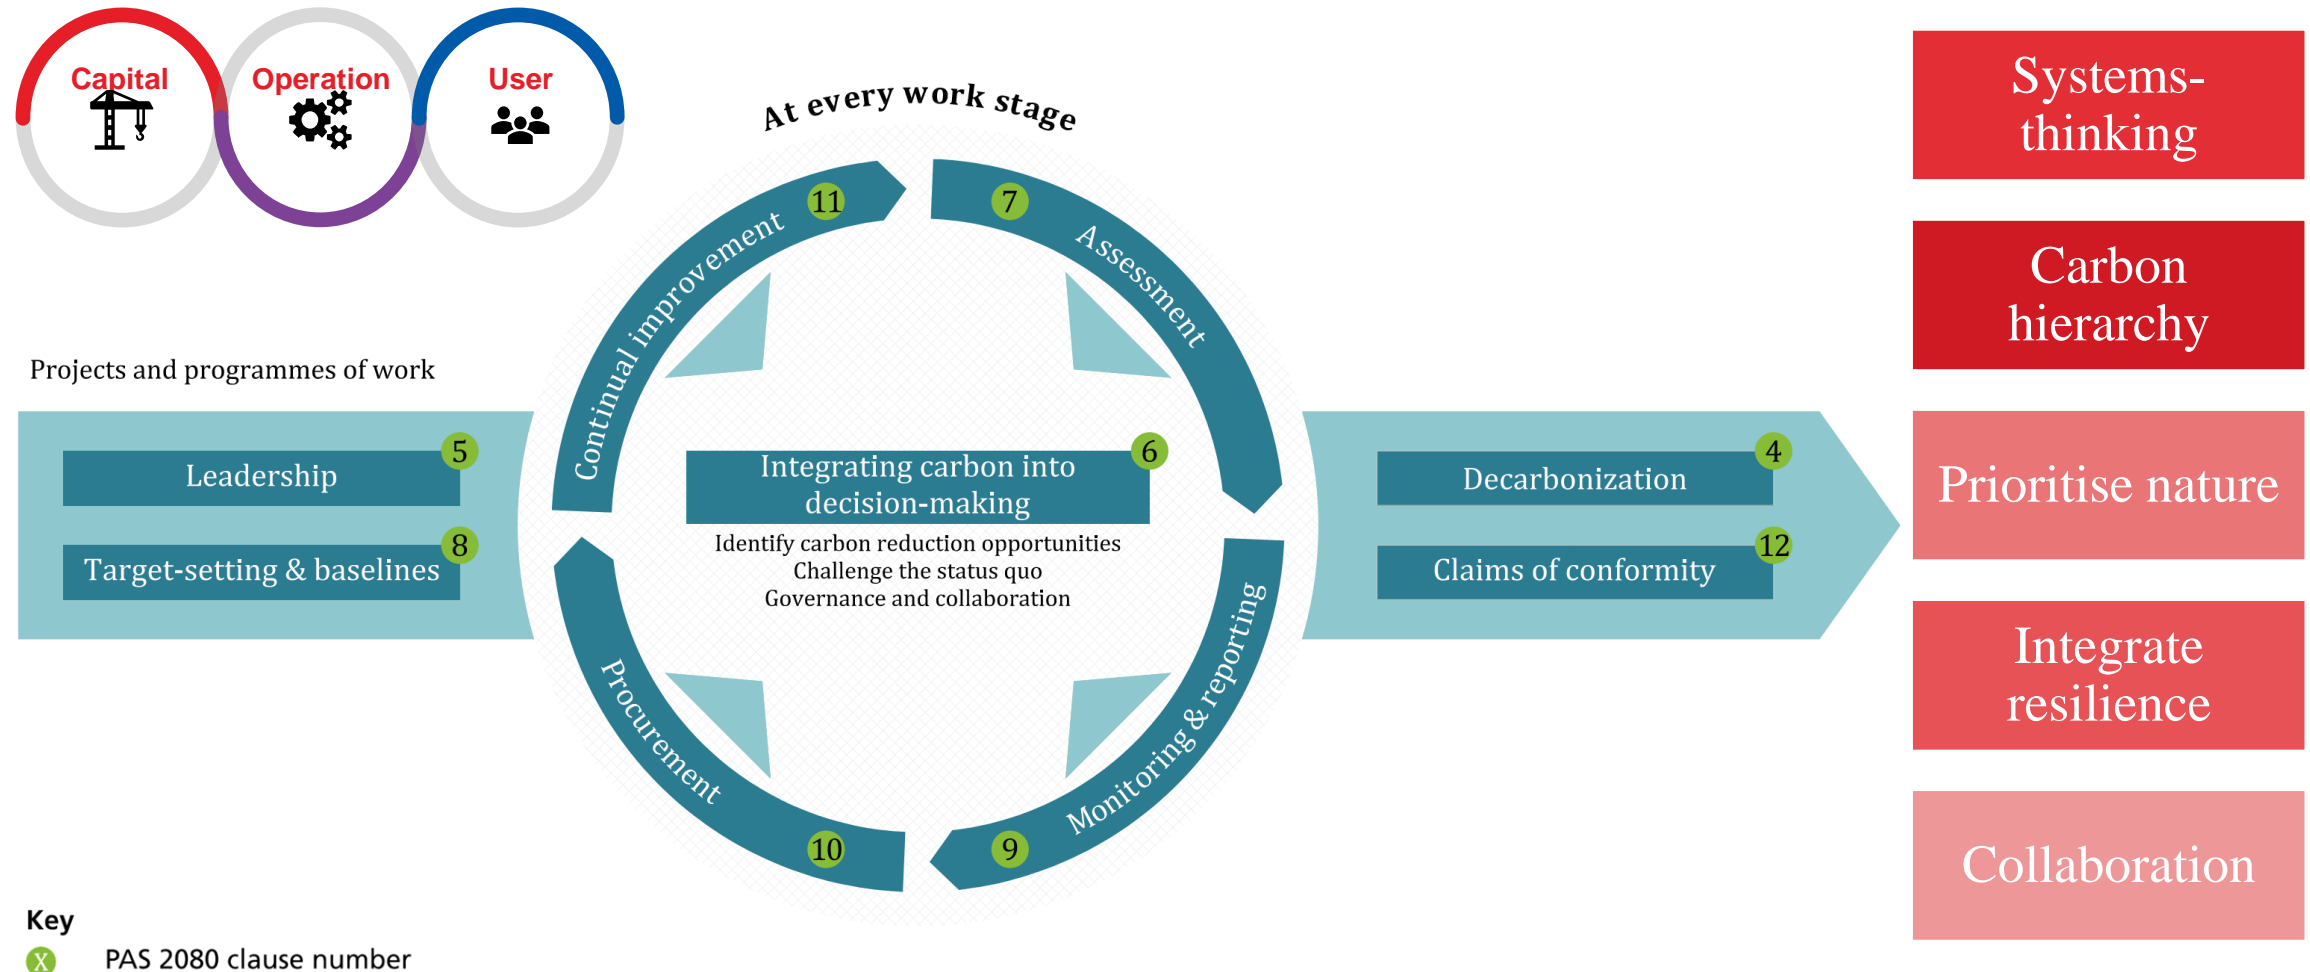 Capital
Operation
User
At every work stage
Systems-
thinking
Carbon
hierarchy
Prioritise nature
Integrate
resilience
Collaboration
Projects and programmes of work
5
Leadership
8
Target-setting & baselines
11
Continual improvement
7
Assessment
6
Integrating carbon into
decision-making
Identify carbon reduction opportunities
Challenge the status quo
Governance and collaboration
10
Procurement
9
Monitoring & reporting
4
Decarbonization
12
Claims of conformity
Key
X PAS 2080 clause number